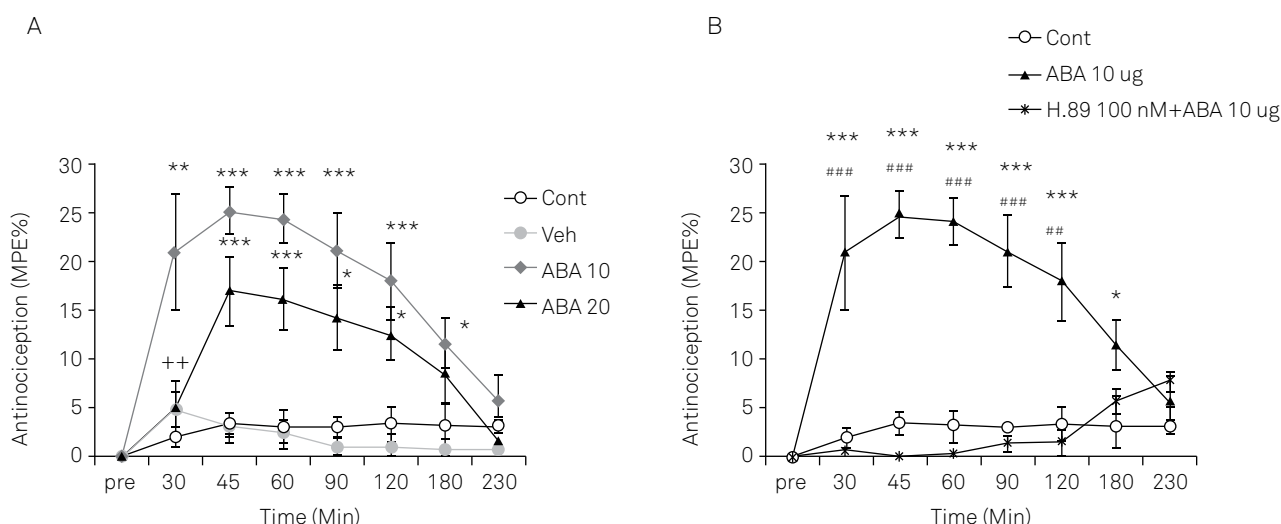 A
Antinociception (MPE%)
30
25
20
15
10
5
0
**
***
***
***
***
***
***
*
*
*
++
pre 30 45 60 90 120 180 230
Time (Min)
Cont
Veh
ABA 10
ABA 20
B
Cont
ABA 10 ug
H.89 100 nM+ABA 10 ug
Antinociception (MPE%)
30
25
20
15
10
5
0
***
***
***
***
***
###
###
###
###
##
*
pre 30 45 60 90 120 180 230
Time (Min)